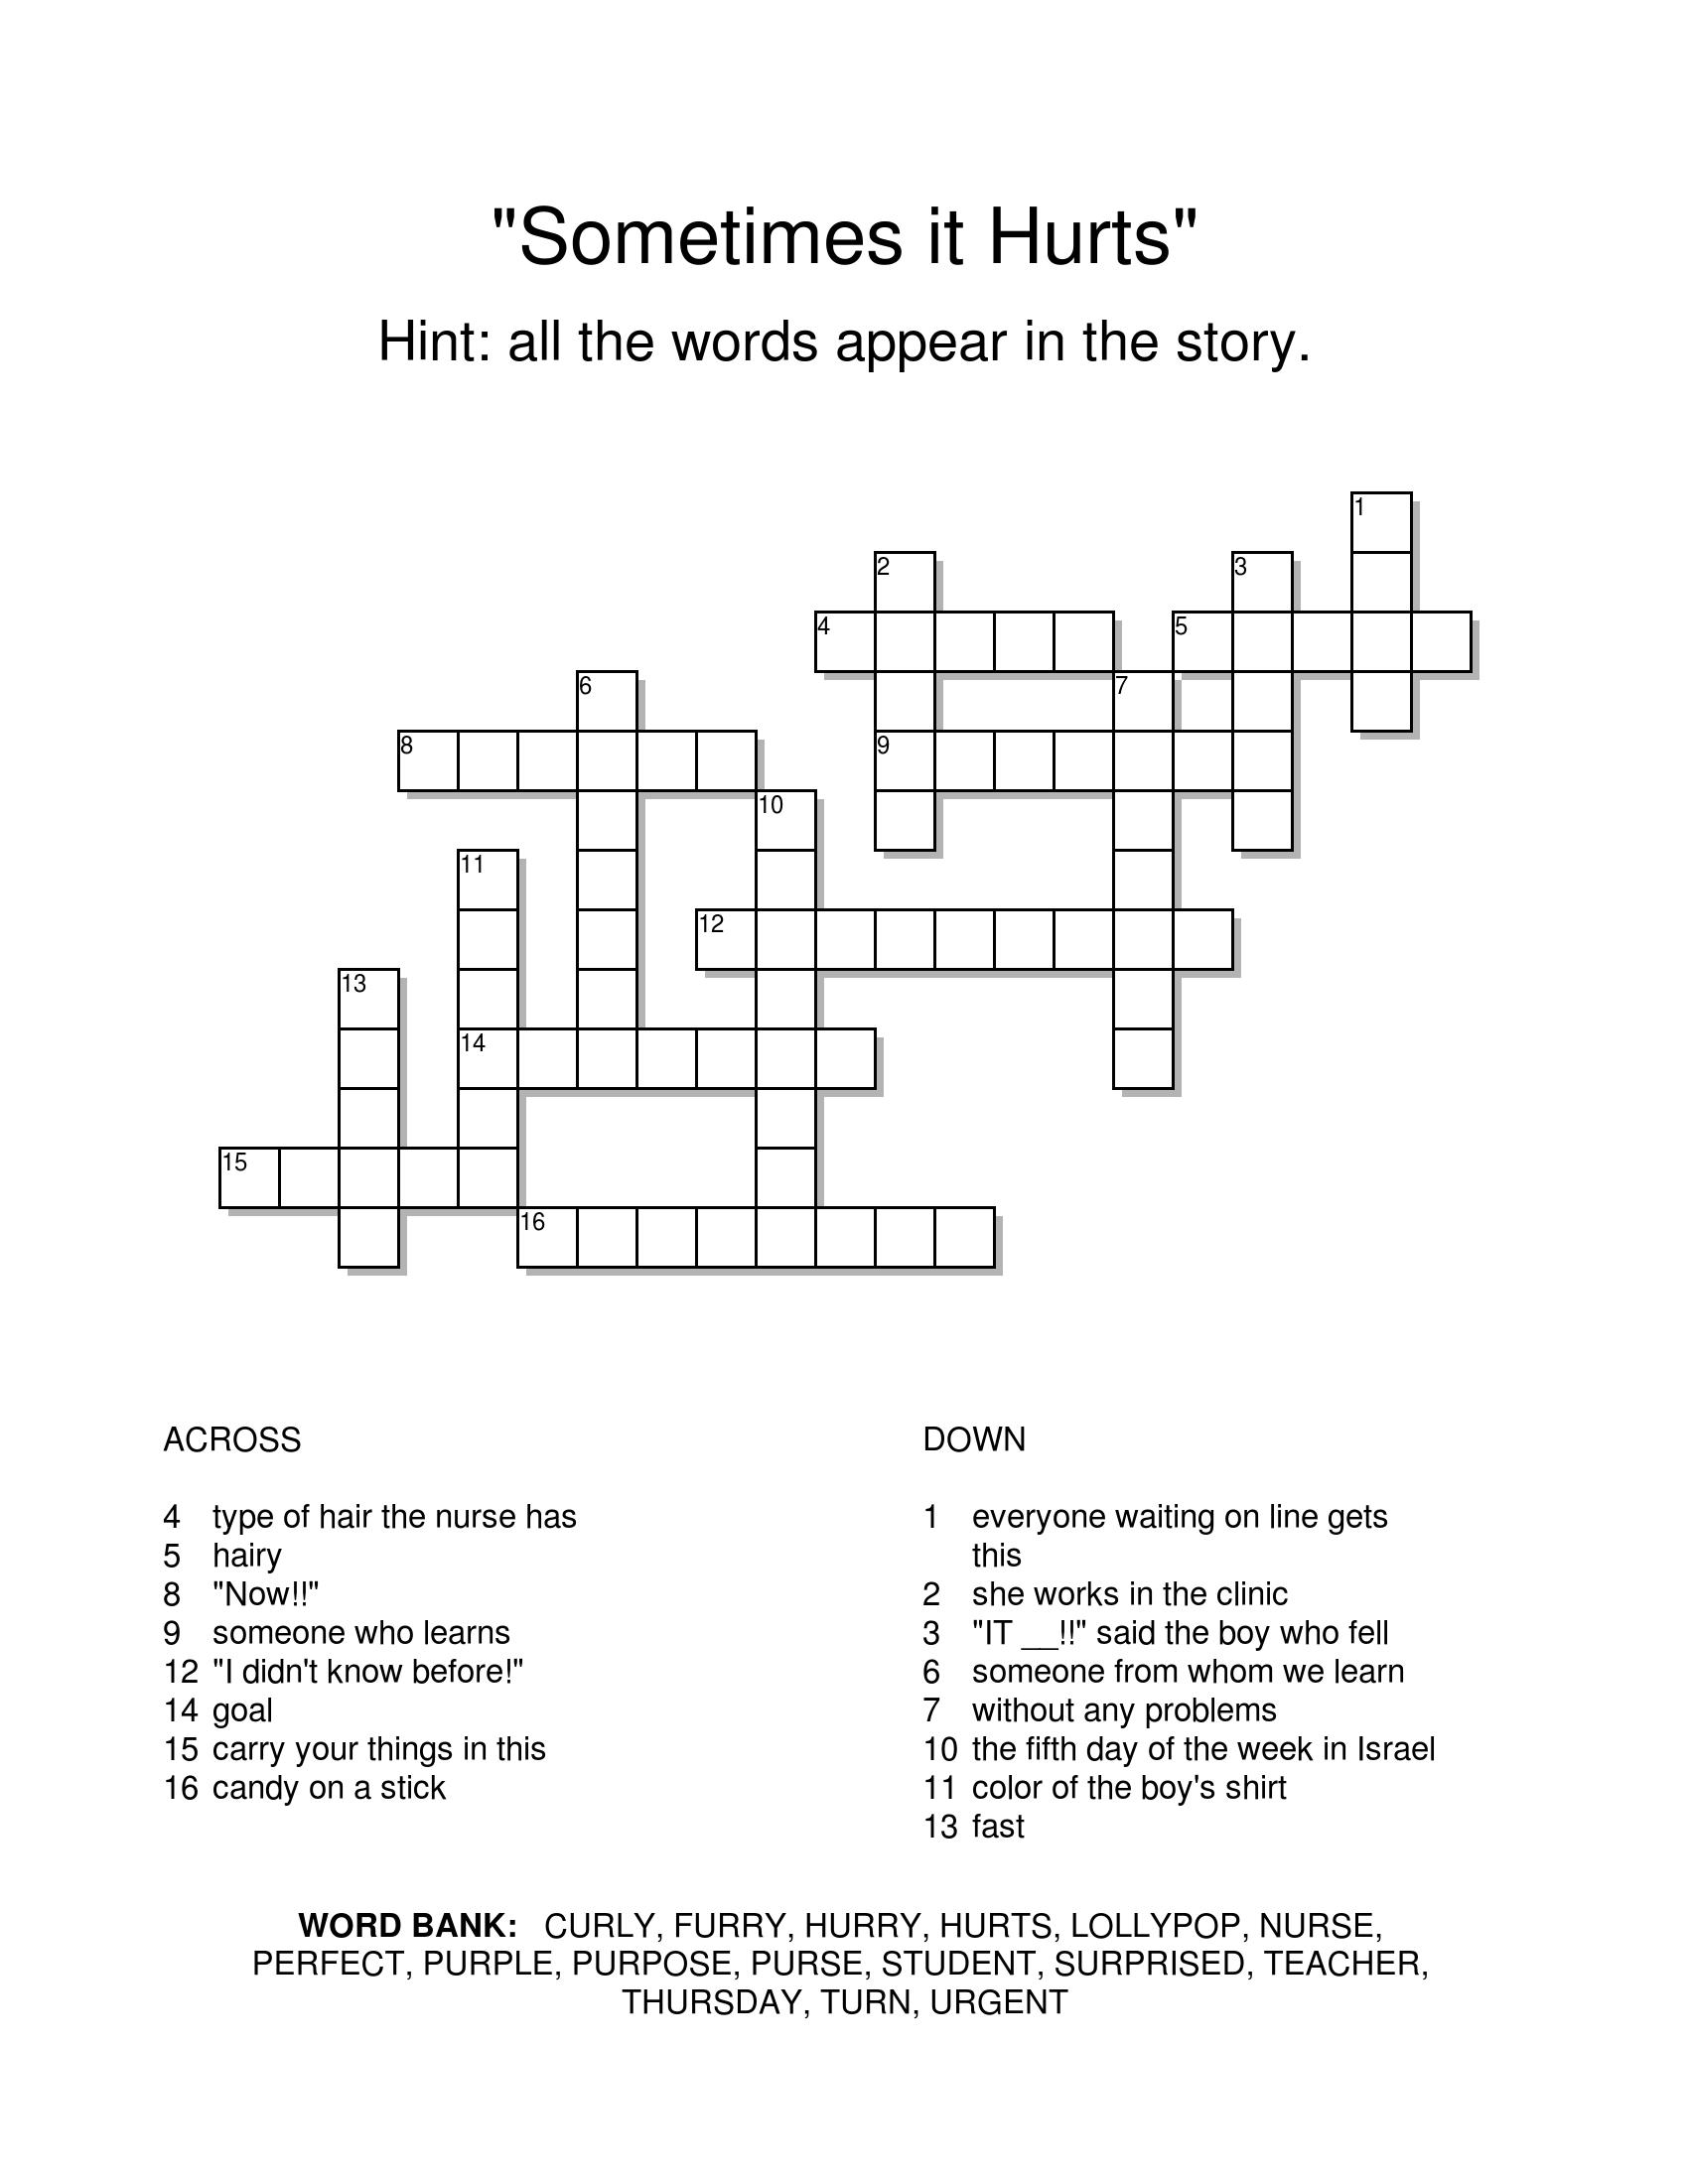 "Sometimes it Hurts"
Hint: all the words appear in the story.
1
2
3
4
5
6
7
8
9
10
11
12
13
14
15
16
ACROSS
4 type of hair the nurse has
5 hairy
8 "Now!!"
9 someone who learns
12 "I didn't know before!"
14 goal
15 carry your things in this
16 candy on a stick
DOWN
1 everyone waiting on line gets
this
2 she works in the clinic
3 "IT __!!" said the boy who fell
6 someone from whom we learn
7 without any problems
10 the fifth day of the week in Israel
11 color of the boy's shirt
13 fast
WORD BANK: CURLY, FURRY, HURRY, HURTS, LOLLYPOP, NURSE,
PERFECT, PURPLE, PURPOSE, PURSE, STUDENT, SURPRISED, TEACHER,
THURSDAY, TURN, URGENT